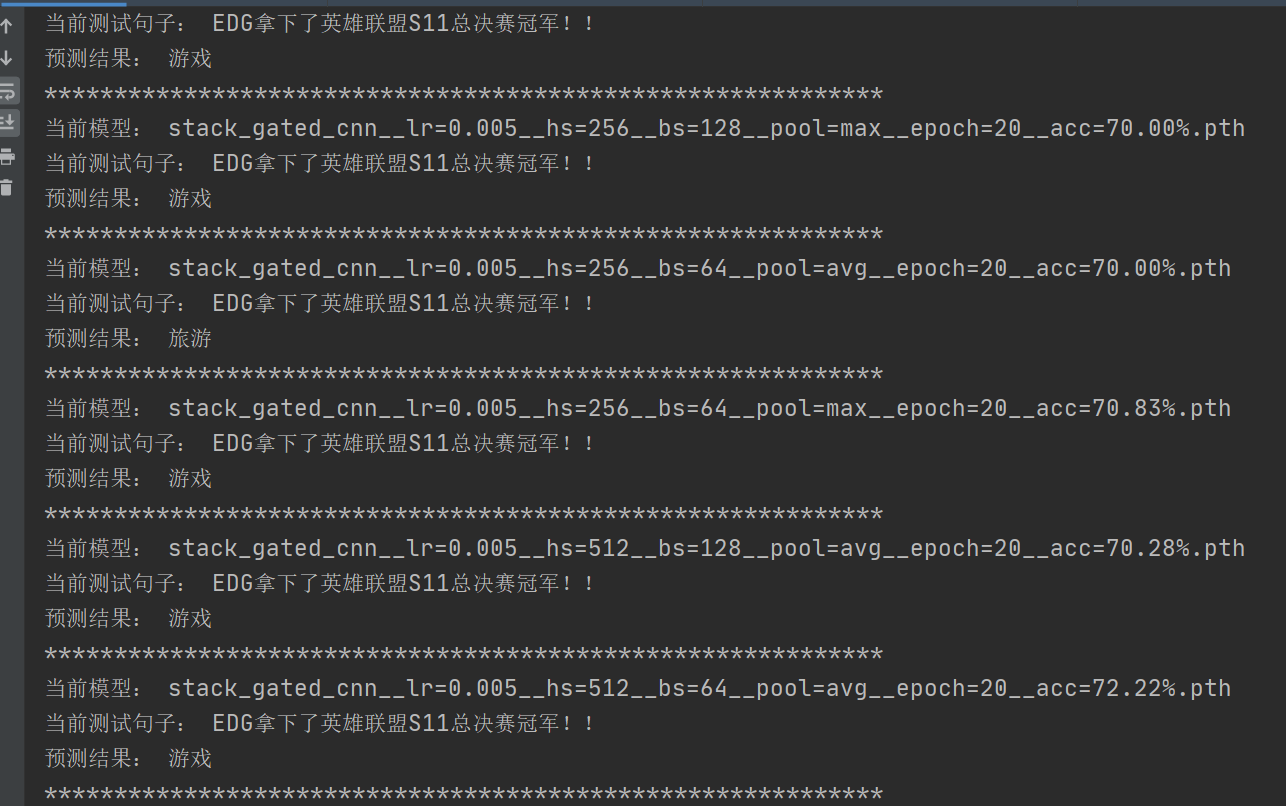 当前测试句子： EDG拿下了英雄联盟S11总决赛冠军！！
预测结果： 游戏
************************************************************
当前模型： stack_gated_cnn__lr=0.005__hs=256__bs=128__pool=max__epoch=20__acc=70.00%.pth
当前测试句子： EDG拿下了英雄联盟S11总决赛冠军！！
预测结果： 游戏
************************************************************
当前模型： stack_gated_cnn__lr=0.005__hs=256__bs=64__pool=avg__epoch=20__acc=70.00%.pth
当前测试句子： EDG拿下了英雄联盟S11总决赛冠军！！
预测结果： 旅游
************************************************************
当前模型： stack_gated_cnn__lr=0.005__hs=256__bs=64__pool=max__epoch=20__acc=70.83%.pth
当前测试句子： EDG拿下了英雄联盟S11总决赛冠军！！
预测结果： 游戏
************************************************************
当前模型： stack_gated_cnn__lr=0.005__hs=512__bs=128__pool=avg__epoch=20__acc=70.28%.pth
当前测试句子： EDG拿下了英雄联盟S11总决赛冠军！！
预测结果： 游戏
************************************************************
当前模型： stack_gated_cnn__lr=0.005__hs=512__bs=64__pool=avg__epoch=20__acc=72.22%.pth
当前测试句子： EDG拿下了英雄联盟S11总决赛冠军！！
预测结果： 游戏
************************************************************